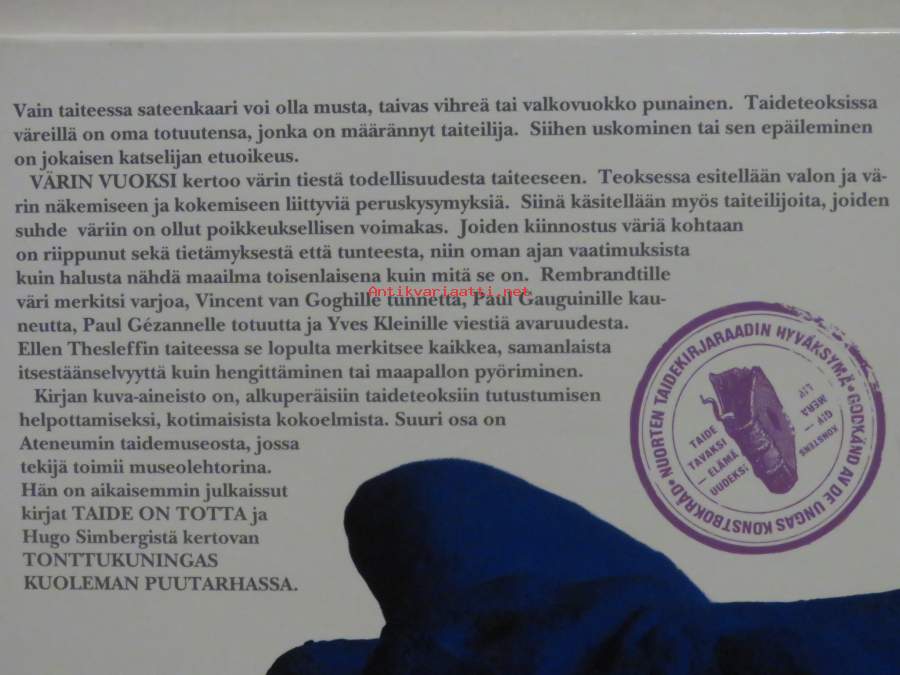 Vain taiteessa sateenkaari voi olla musta, taivas vihreä tai valkovuokko punainen. Taideteoksissa
väreillä on oma totuutensa, jonka on määrännyt taiteilija. Siihen uskominen tai sen epäileminen
on jokaisen katselijan etuoikeus.
VÄRIN VUOKSI kertoo värin tiestä todellisuudesta taiteeseen. Teoksessa esitellään valon ja vä-
rin näkemiseen ja kokemiseen liittyviä peruskysymyksiä. Siinä käsitellään myös taiteilijoita, joiden
suhde väriin on ollut poikkeuksellisen voimakas. Joiden kiinnostus väriä kohtaan
on riippunut sekä tietämyksestä että tunteesta, niin oman ajan vaatimuksista
kuin halusta nähdä maailma toisenlaisena kuin mitä se on. Rembrandtille
väri merkitsi varjoa, Vincent van Goghille tunnetta, Paul Gauguinille kau-
neutta, Paul Gézannelle totuutta ja Yves Kleinille viestiä avaruudesta.
Ellen Thesleffin taiteessa se lopulta merkitsee kaikkea, samanlaista
itsestäänselvyyttä kuin hengittäminen tai maapallon pyöriminen.
Kirjan kuva-aineisto on, alkuperäisiin taideteoksiin tutustumisen
helpottamiseksi, kotimaisista kokoelmista. Suuri osa on
Ateneumin taidemuseosta, jossa
tekijä toimii museolehtorina.
Hän on aikaisemmin julkaissut
kirjat TAIDE ON TOTTA ja
Hugo Simbergistä kertovan
TONTTUKUNINGAS
KUOLEMAN PUUTARHASSA.
Antikvariaatti.net
NUORTEN TAIDEKIRJARAADIN HYVÄKSYMÄ • GODKÄND AV DE UNGAS KONSTBOKRÅD •
TAIDE
TAVAKSI
— ELÄMÄ
UUDEKSI
KONSTENS
GIV —
MERA
LIV